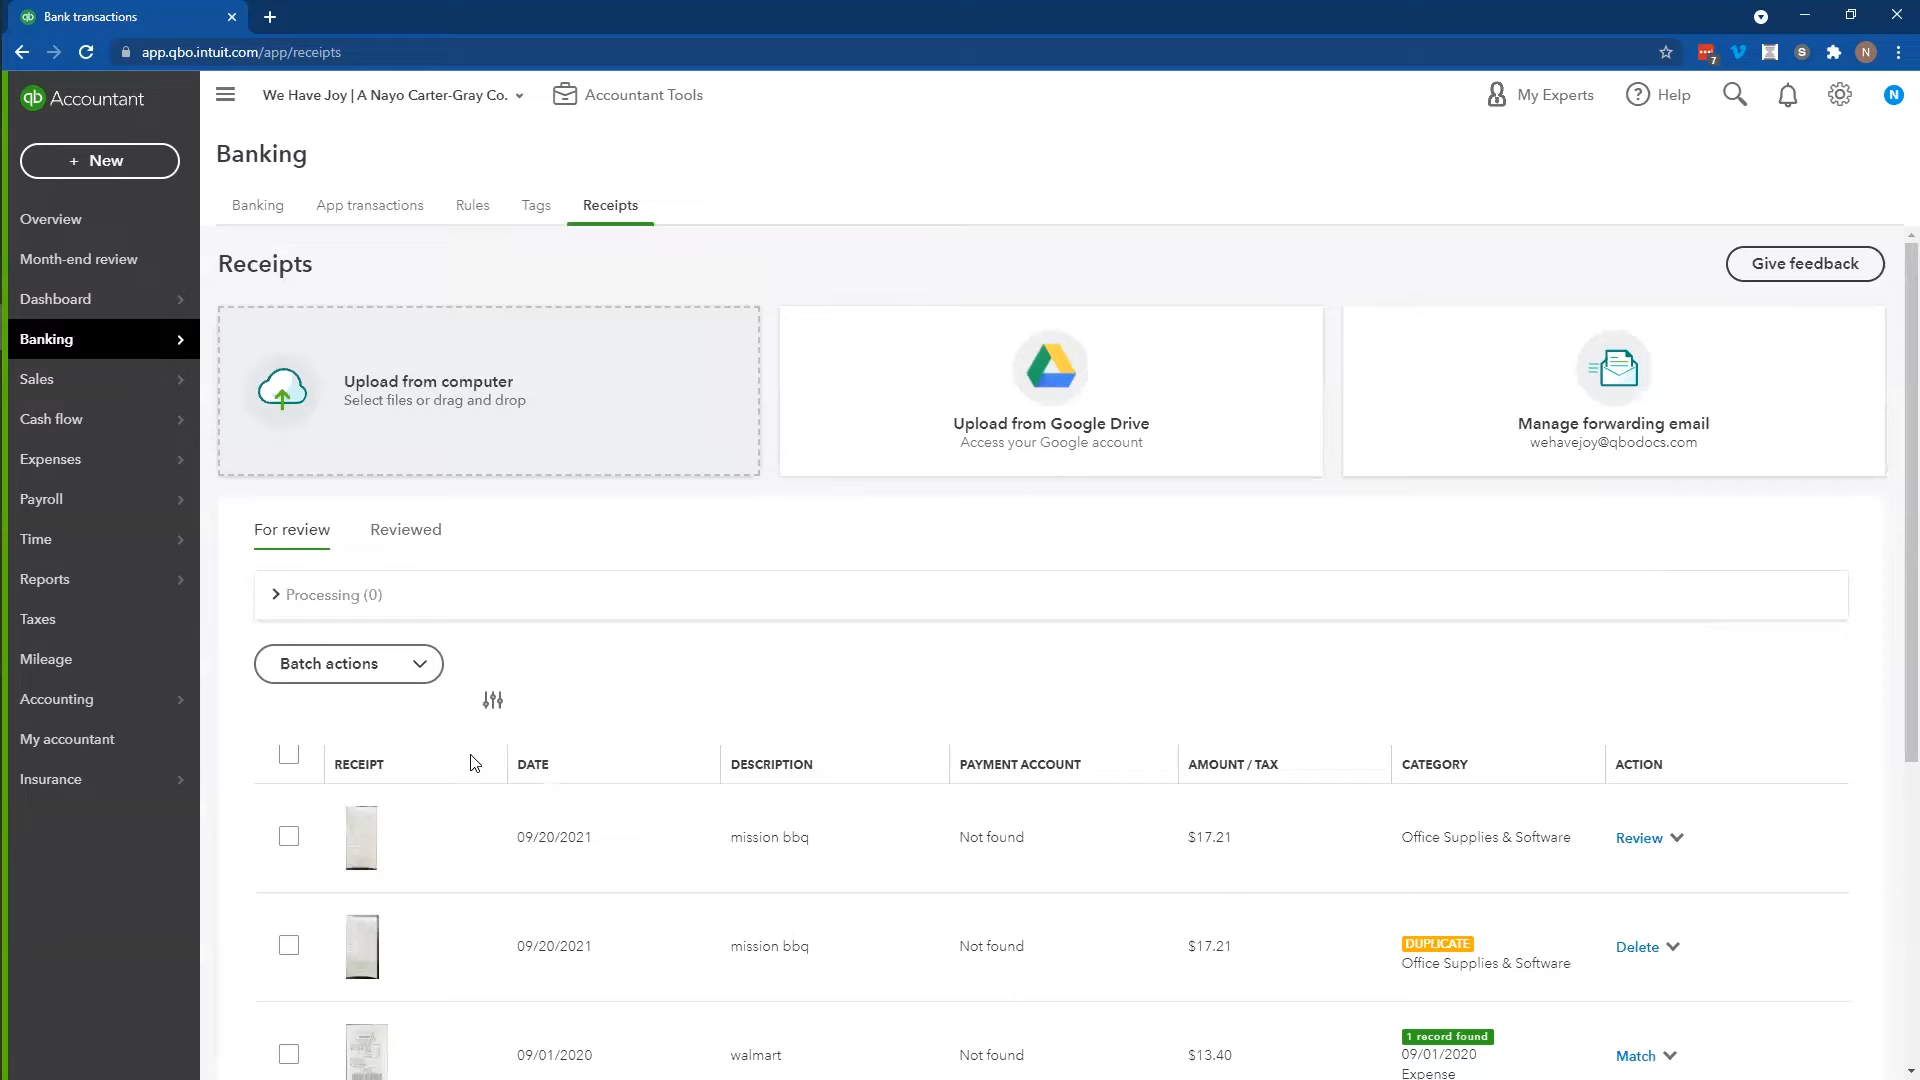 Bank transactions
app.qbo.intuit.com/app/receipts
7
S
N
qb Accountant
We Have Joy | A Nayo Carter-Gray Co.
Accountant Tools
My Experts
Help
N
+ New
Overview
Month-end review
Dashboard
Banking
Sales
Cash flow
Expenses
Payroll
Time
Reports
Taxes
Mileage
Accounting
My accountant
Insurance
Banking
Banking App transactions Rules Tags Receipts
Receipts
Give feedback
Upload from computer
Select files or drag and drop
Upload from Google Drive
Access your Google account
Manage forwarding email
wehavejoy@qbodocs.com
For review Reviewed
Processing (0)
Batch actions
RECEIPT DATE DESCRIPTION PAYMENT ACCOUNT AMOUNT / TAX CATEGORY ACTION
09/20/2021 mission bbq Not found $17.21 Office Supplies & Software Review
09/20/2021 mission bbq Not found $17.21 DUPLICATE Delete
Office Supplies & Software
1 record found
09/01/2020 walmart Not found $13.40 09/01/2020 Match
Expense